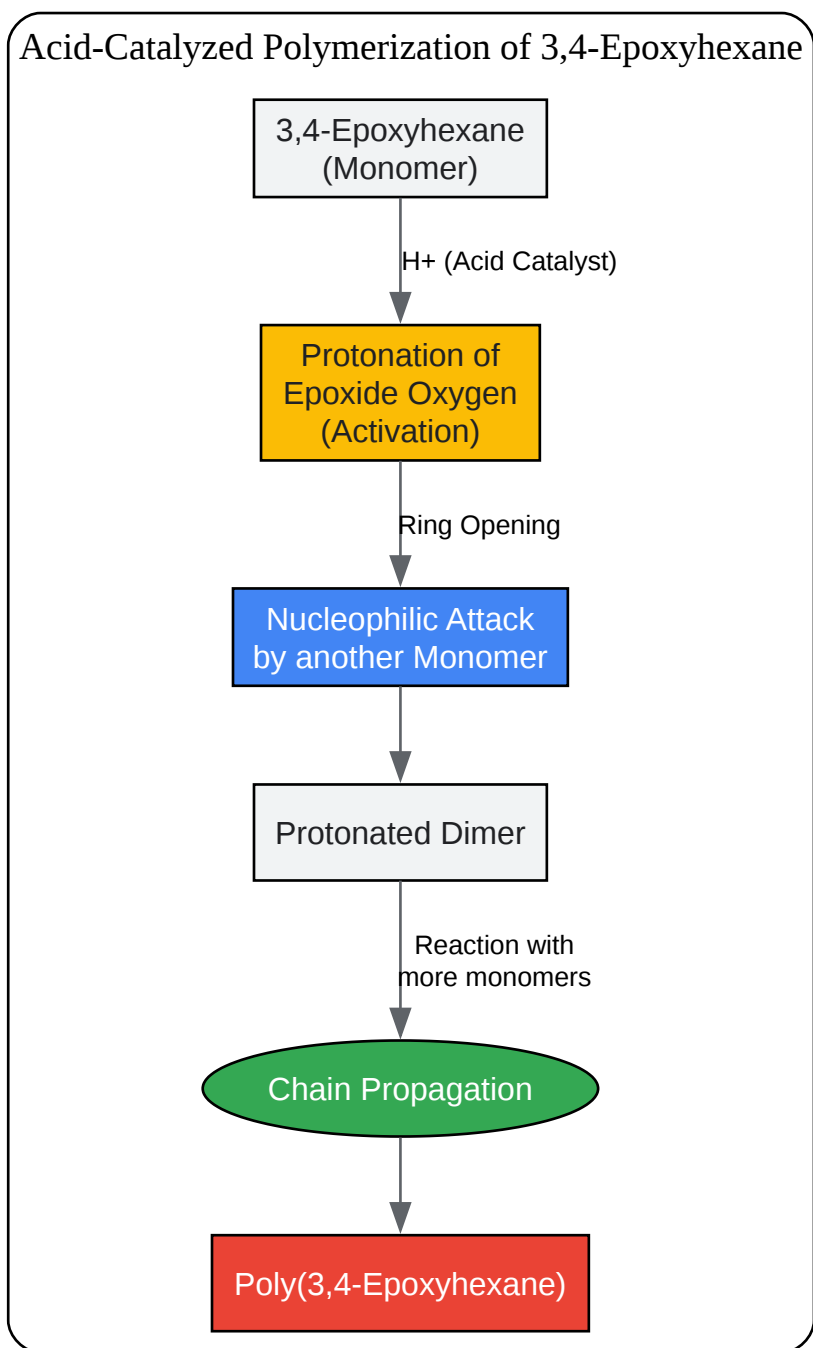 Acid-Catalyzed Polymerization of 3,4-Epoxyhexane
3,4-Epoxyhexane
(Monomer)
H+ (Acid Catalyst)
Protonation of
Epoxide Oxygen
(Activation)
Ring Opening
Nucleophilic Attack
by another Monomer
Protonated Dimer
Reaction with
more monomers
Chain Propagation
Poly(3,4-Epoxyhexane)